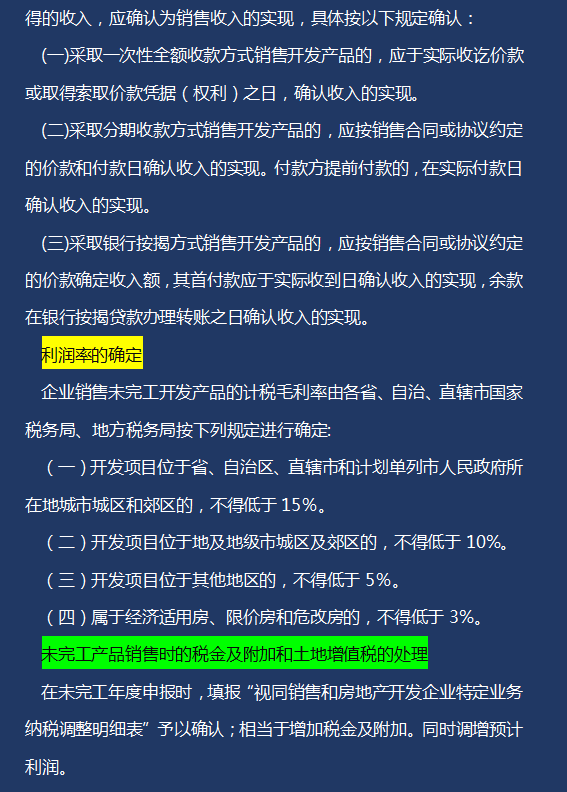 得的收入，应确认为销售收入的实现，具体按以下规定确认：
(一)采取一次性全额收款方式销售开发产品的，应于实际收讫价款
或取得索取价款凭据（权利）之日，确认收入的实现。
(二)采取分期收款方式销售开发产品的，应按销售合同或协议约定
的价款和付款日确认收入的实现。付款方提前付款的，在实际付款日
确认收入的实现。
(三)采取银行按揭方式销售开发产品的，应按销售合同或协议约定
的价款确定收入额，其首付款应于实际收到日确认收入的实现，余款
在银行按揭贷款办理转账之日确认收入的实现。
利润率的确定
企业销售未完工开发产品的计税毛利率由各省、自治、直辖市国家
税务局、地方税务局按下列规定进行确定:
（一）开发项目位于省、自治区、直辖市和计划单列市人民政府所
在地城市城区和郊区的，不得低于 15%。
（二）开发项目位于地及地级市城区及郊区的，不得低于 10%。
（三）开发项目位于其他地区的，不得低于 5%。
（四）属于经济适用房、限价房和危改房的，不得低于 3%。
未完工产品销售时的税金及附加和土地增值税的处理
在未完工年度申报时，填报“视同销售和房地产开发企业特定业务
纳税调整明细表”予以确认；相当于增加税金及附加。同时调增预计
利润。